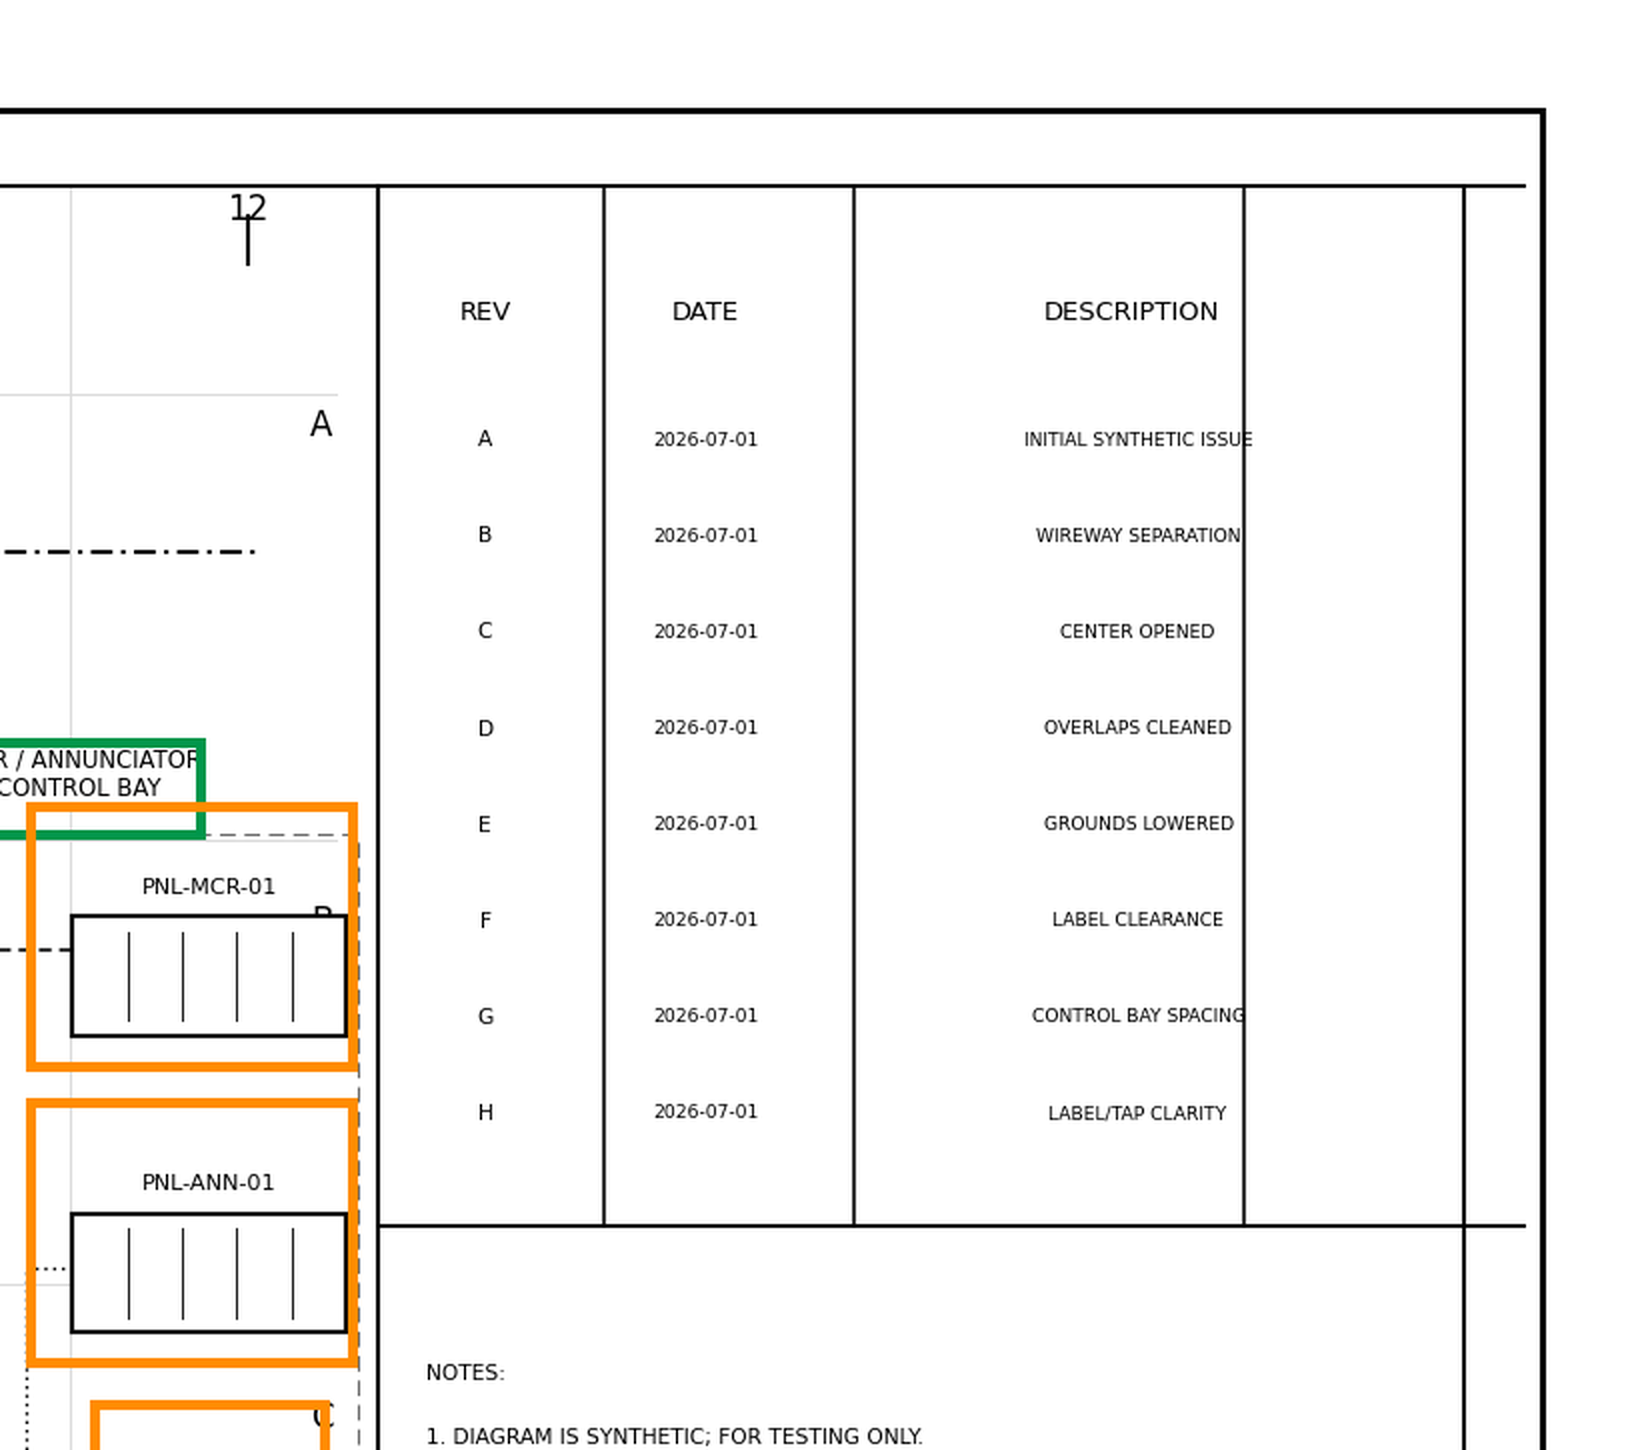 12
REV DATE DESCRIPTION
A
A 2026-07-01 INITIAL SYNTHETIC ISSUE
B 2026-07-01 WIREWAY SEPARATION
C 2026-07-01 CENTER OPENED
D 2026-07-01 OVERLAPS CLEANED
/ ANNUNCIATOR
CONTROL BAY
E 2026-07-01 GROUNDS LOWERED
PNL-MCR-01
F 2026-07-01 LABEL CLEARANCE
G 2026-07-01 CONTROL BAY SPACING
H 2026-07-01 LABEL/TAP CLARITY
PNL-ANN-01
NOTES:
C
1. DIAGRAM IS SYNTHETIC; FOR TESTING ONLY.